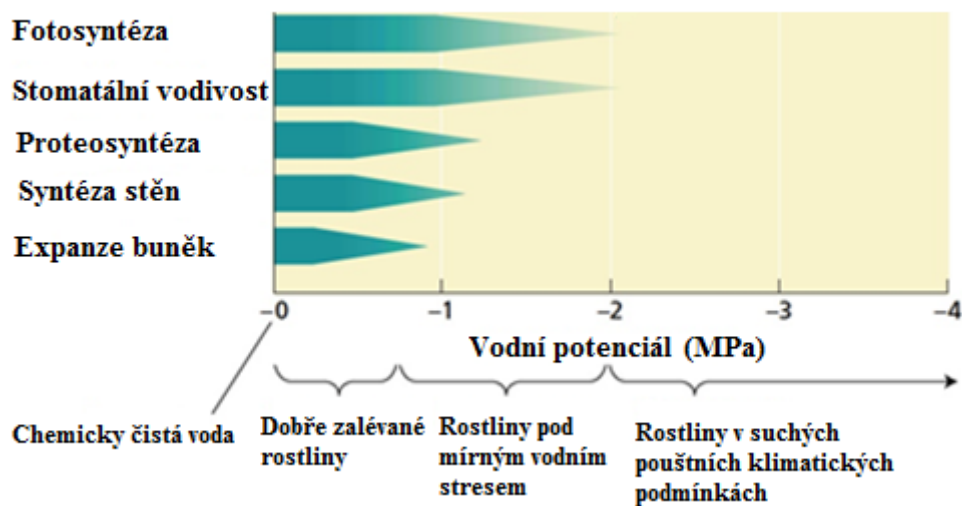 Fotosyntéza
Stomatální vodivost
Proteosyntéza
Syntéza stěn
Expanze buněk
–0 –1 –2 –3 –4
Vodní potenciál (MPa)
Chemicky čistá voda
Dobře zalévané
rostliny
Rostliny pod
mírným vodním
stresem
Rostliny v suchých
pouštních klimatických
podmínkách